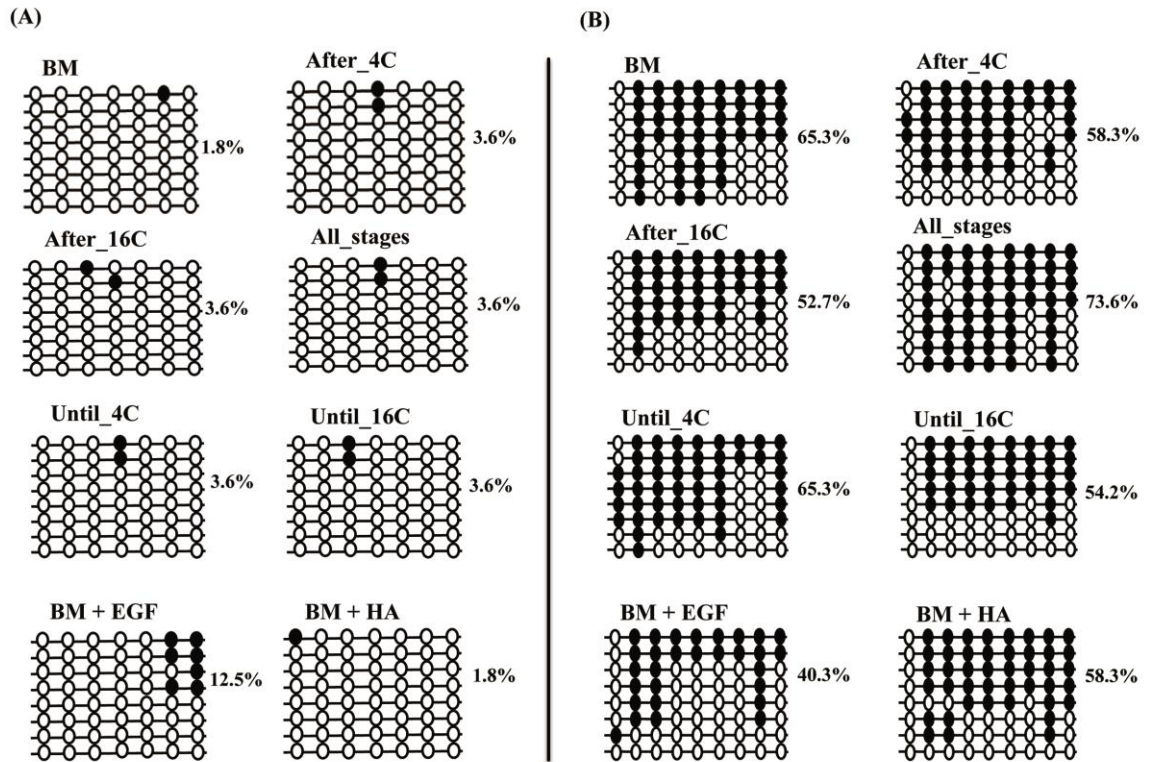 (A)
BM
1.8%
After_4C
3.6%
After_16C
3.6%
All_stages
3.6%
Until_4C
3.6%
Until_16C
3.6%
BM + EGF
12.5%
BM + HA
1.8%
(B)
BM
65.3%
After_4C
58.3%
After_16C
52.7%
All_stages
73.6%
Until_4C
65.3%
Until_16C
54.2%
BM + EGF
40.3%
BM + HA
58.3%